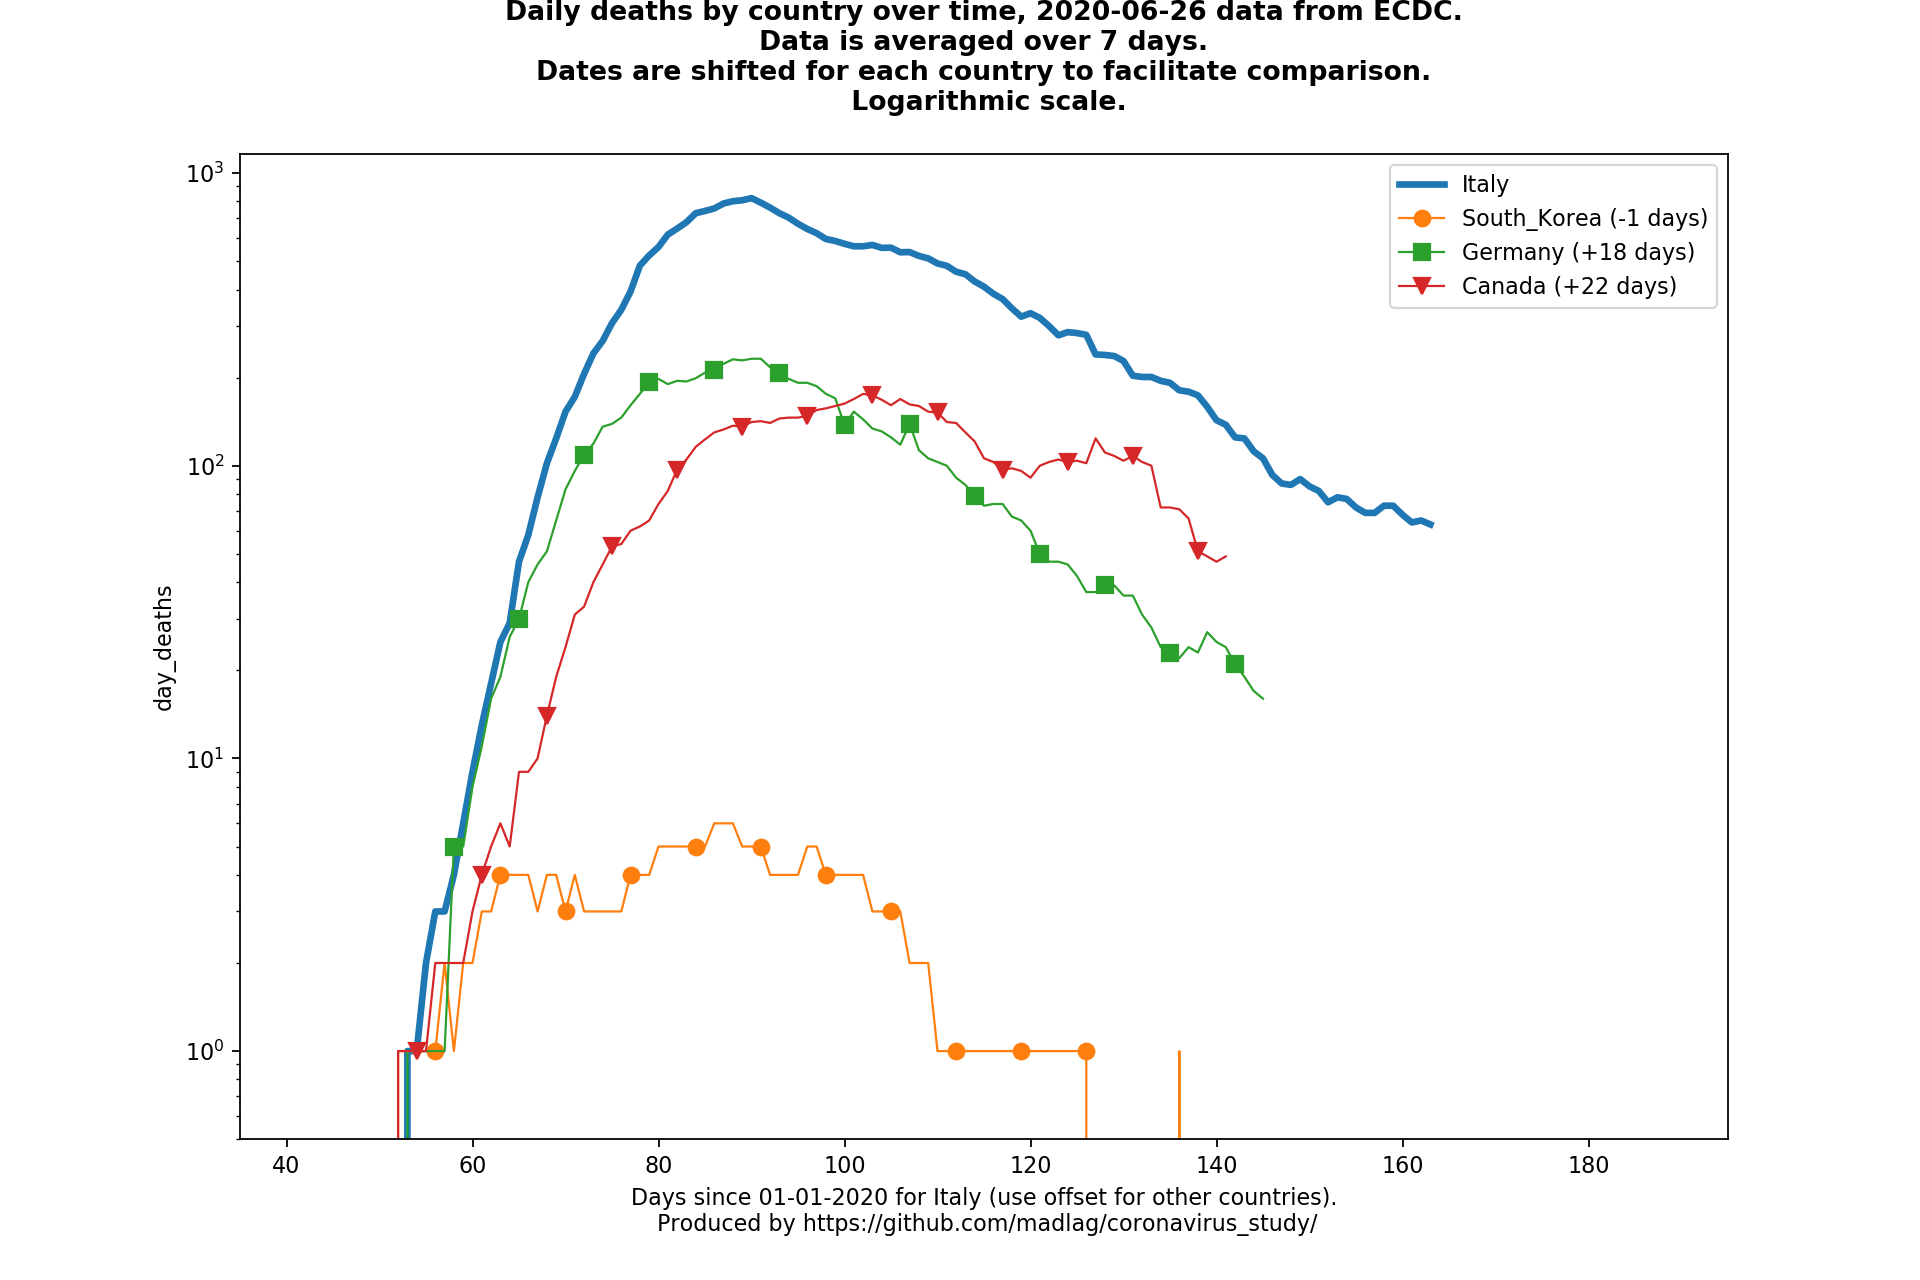 Daily deaths by country over time, 2020-06-26 data from ECDC.
Data is averaged over 7 days.
Dates are shifted for each country to facilitate comparison.
Logarithmic scale.
10³
10²
10¹
10⁰
day_deaths
Italy
South_Korea (-1 days)
Germany (+18 days)
Canada (+22 days)
40 60 80 100 120 140 160 180
Days since 01-01-2020 for Italy (use offset for other countries).
Produced by https://github.com/madlag/coronavirus_study/